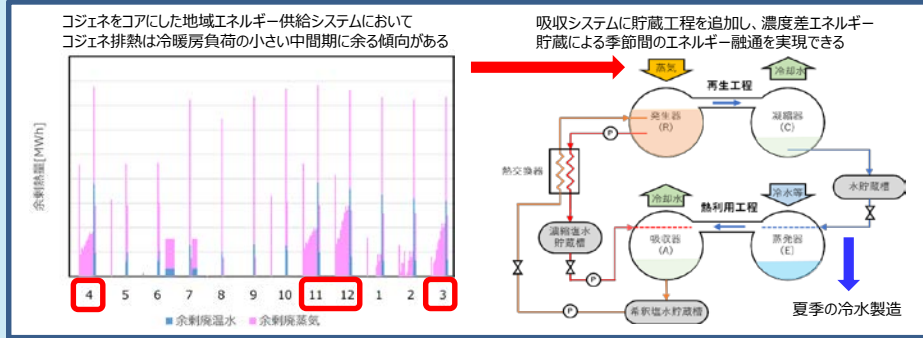 コジェネをコアにした地域エネルギー供給システムにおいて
コジェネ排熱は冷暖房負荷の小さい中間期に余る傾向がある
吸収システムに貯蔵工程を追加し、濃度差エネルギー
貯蔵による季節間のエネルギー融通を実現できる
余剰熱量[MWh]
4 5 6 7 8 9 10 11 12 1 2 3
余剰廃温水 余剰廃蒸気
蒸気
冷却水
再生工程
発生器
(R)
凝縮器
(C)
P
熱交換器
冷却水
冷水等
水貯蔵槽
熱利用工程
濃縮塩水
貯蔵槽
吸収器
(A)
蒸発器
(E)
P
P
希釈塩水貯蔵槽
夏季の冷水製造